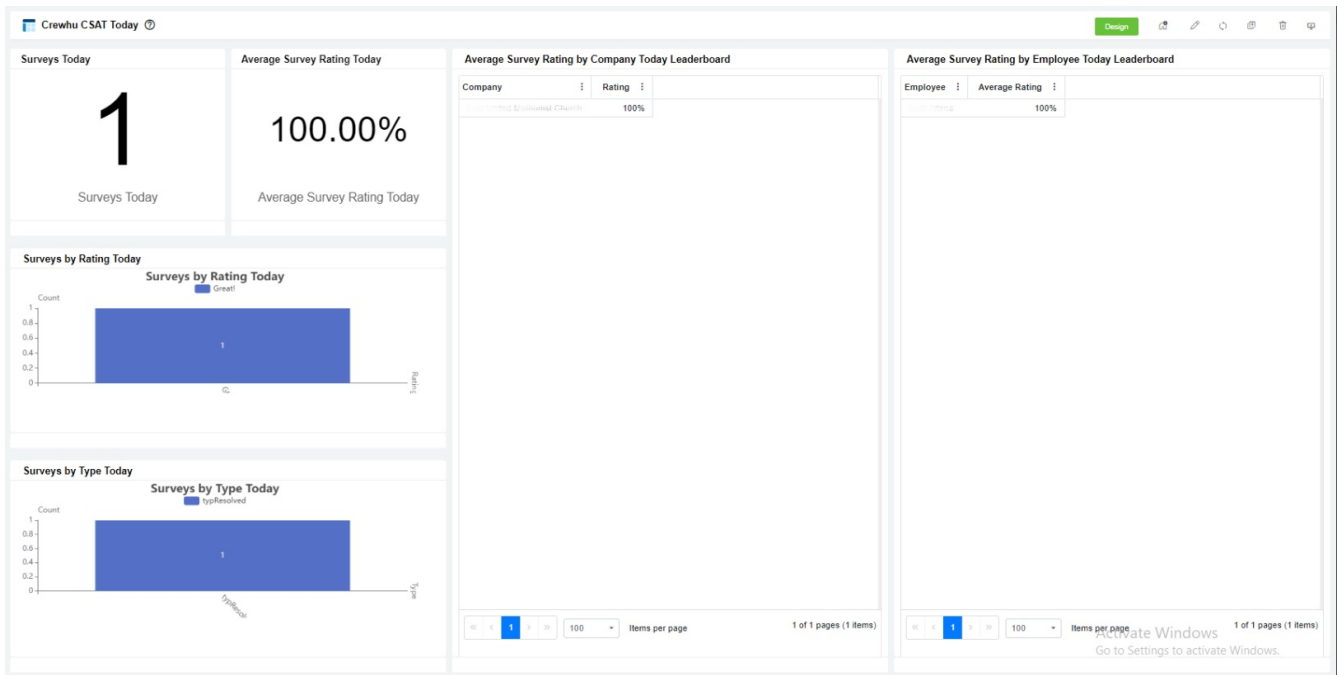 Crewhu CSAT Today
Design
Surveys Today
1
Surveys Today
Average Survey Rating Today
100.00%
Average Survey Rating Today
Surveys by Rating Today
Surveys by Rating Today
Great!
Count
1
0.8
0.6
0.4
0.2
0
1
Rating
Surveys by Type Today
Surveys by Type Today
typResolved
Count
1
0.8
0.6
0.4
0.2
0
1
typResol
Type
Average Survey Rating by Company Today Leaderboard
Company Rating
100%
1 100 Items per page 1 of 1 pages (1 items)
Average Survey Rating by Employee Today Leaderboard
Employee Average Rating
100%
1 100 Items per page 1 of 1 pages (1 items)
Activate Windows
Go to Settings to activate Windows.